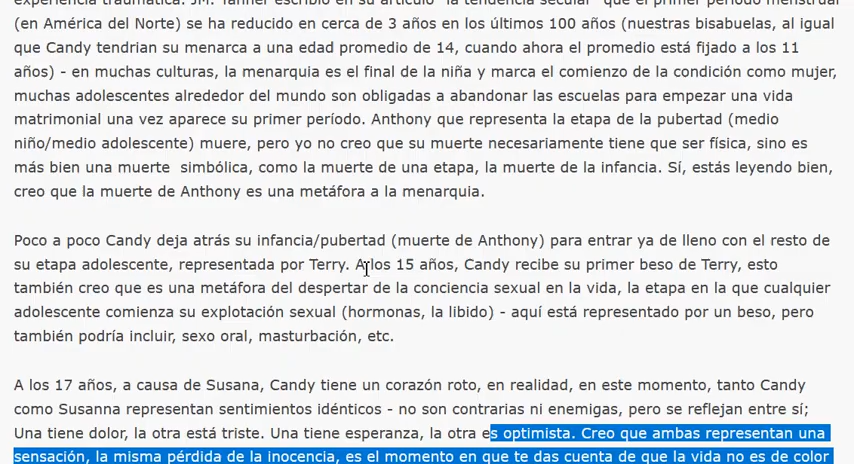 experiencia traumática. JM. Tanner escribió en su artículo "la tendencia secular" que el primer periodo menstrual
(en América del Norte) se ha reducido en cerca de 3 años en los últimos 100 años (nuestras bisabuelas, al igual
que Candy tendrian su menarca a una edad promedio de 14, cuando ahora el promedio está fijado a los 11
años) - en muchas culturas, la menarquia es el final de la niña y marca el comienzo de la condición como mujer,
muchas adolescentes alrededor del mundo son obligadas a abandonar las escuelas para empezar una vida
matrimonial una vez aparece su primer período. Anthony que representa la etapa de la pubertad (medio
niño/medio adolescente) muere, pero yo no creo que su muerte necesariamente tiene que ser física, sino es
más bien una muerte simbólica, como la muerte de una etapa, la muerte de la infancia. Sí, estás leyendo bien,
creo que la muerte de Anthony es una metáfora a la menarquia.
Poco a poco Candy deja atrás su infancia/pubertad (muerte de Anthony) para entrar ya de lleno con el resto de
su etapa adolescente, representada por Terry. A los 15 años, Candy recibe su primer beso de Terry, esto
también creo que es una metáfora del despertar de la conciencia sexual en la vida, la etapa en la que cualquier
adolescente comienza su explotación sexual (hormonas, la libido) - aquí está representado por un beso, pero
también podría incluir, sexo oral, masturbación, etc.
A los 17 años, a causa de Susana, Candy tiene un corazón roto, en realidad, en este momento, tanto Candy
como Susanna representan sentimientos idénticos - no son contrarias ni enemigas, pero se reflejan entre sí;
Una tiene dolor, la otra está triste. Una tiene esperanza, la otra es optimista. Creo que ambas representan una
sensación, la misma pérdida de la inocencia, es el momento en que te das cuenta de que la vida no es de color